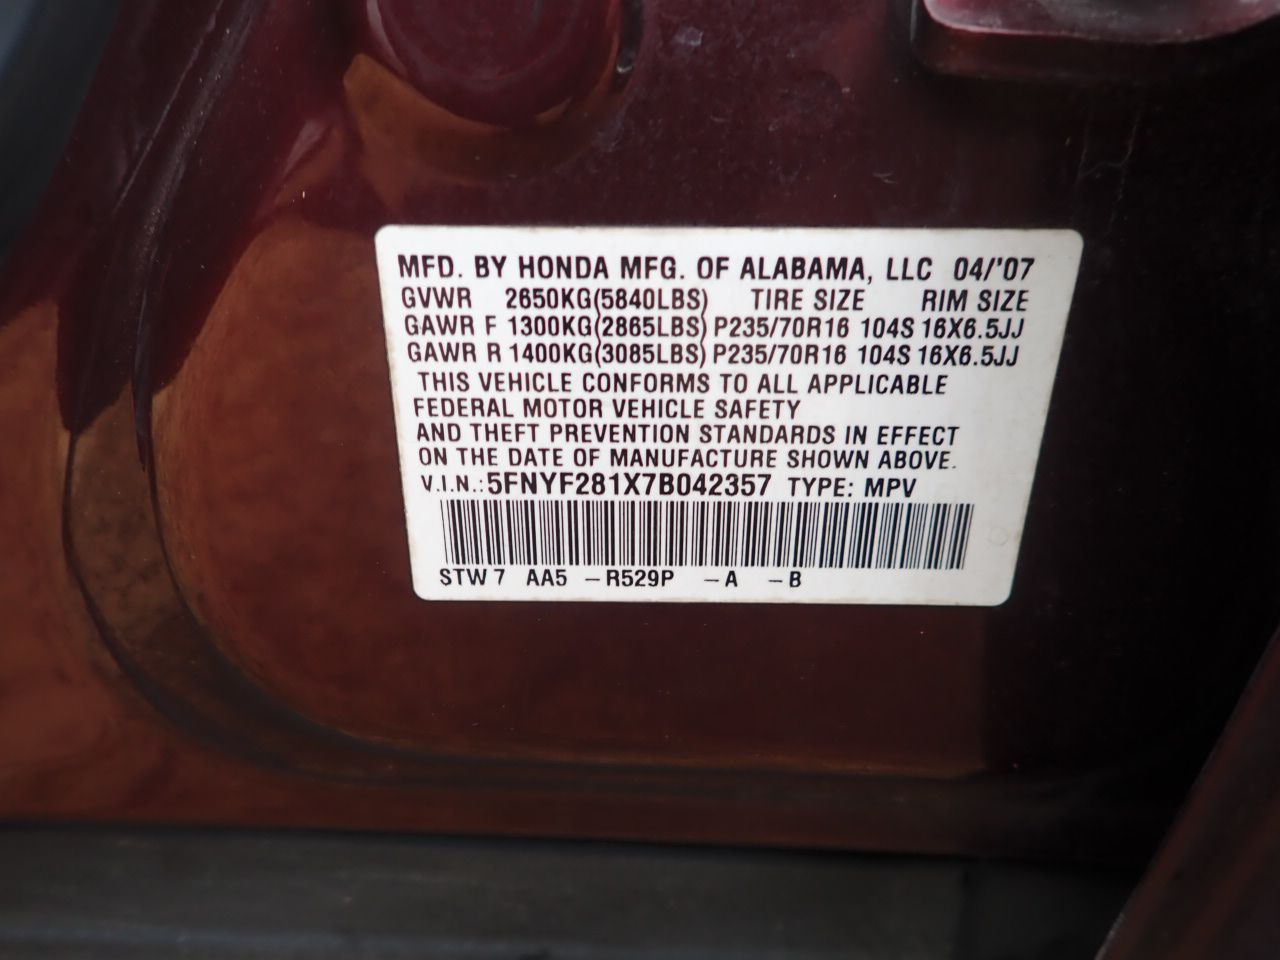 MFD. BY HONDA MFG. OF ALABAMA, LLC 04/'07
GVWR 2650KG(5840LBS) TIRE SIZE RIM SIZE
GAWR F 1300KG(2865LBS) P235/70R16 104S 16X6.5JJ
GAWR R 1400KG(3085LBS) P235/70R16 104S 16X6.5JJ
THIS VEHICLE CONFORMS TO ALL APPLICABLE
FEDERAL MOTOR VEHICLE SAFETY
AND THEFT PREVENTION STANDARDS IN EFFECT
ON THE DATE OF MANUFACTURE SHOWN ABOVE.
V.I.N.: 5FNYF281X7B042357 TYPE: MPV
STW7 AA5 -R529P -A -B